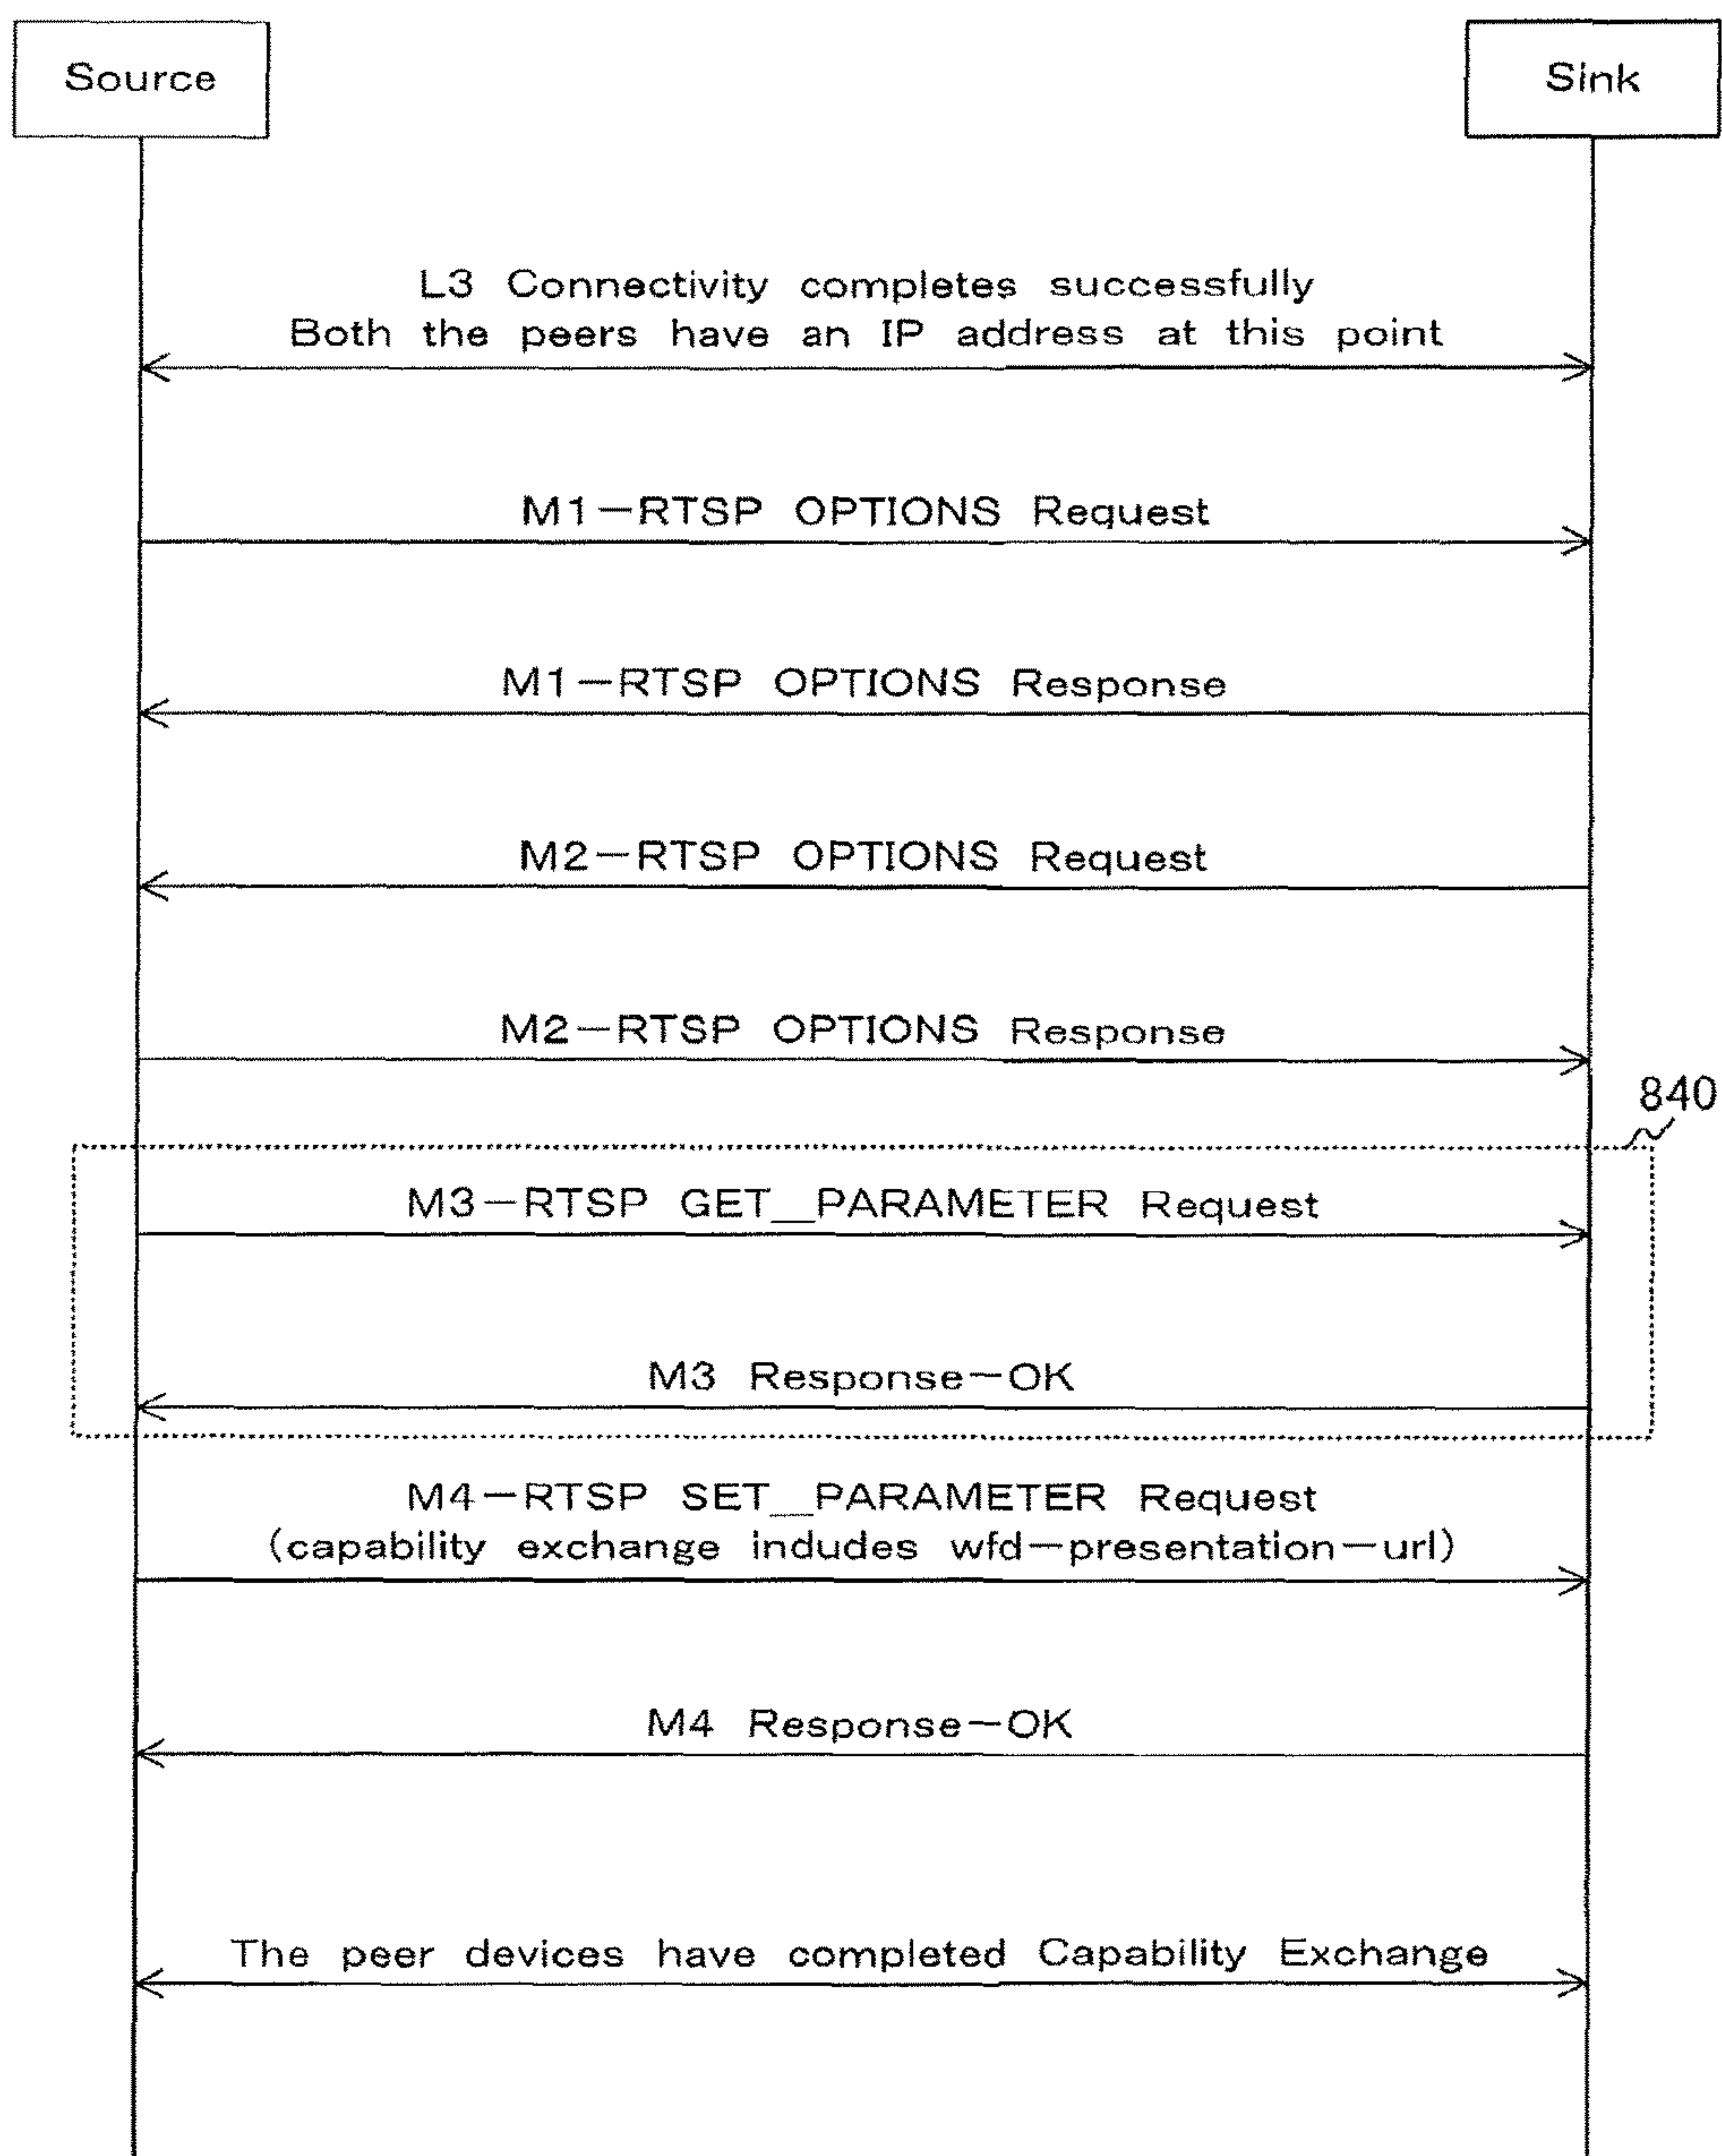 Source
Sink
L3 Connectivity completes successfully
Both the peers have an IP address at this point
M1-RTSP OPTIONS Request
M1-RTSP OPTIONS Response
M2-RTSP OPTIONS Request
M2-RTSP OPTIONS Response
840
M3-RTSP GET__PARAMETER Request
M3 Response-OK
M4-RTSP SET__PARAMETER Request
(capability exchange indudes wfd-presentation-url)
M4 Response-OK
The peer devices have completed Capability Exchange